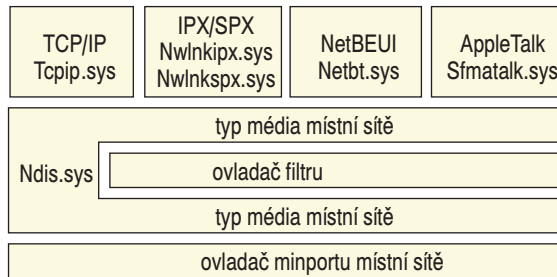 TCP/IP
Tcpip.sys
IPX/SPX
Nwlnkipx.sys
Nwlnkspx.sys
NetBEUI
Netbt.sys
AppleTalk
Sfmatalk.sys
typ média místní sítě
Ndis.sys
ovladač filtru
typ média místní sítě
ovladač minportu místní sítě